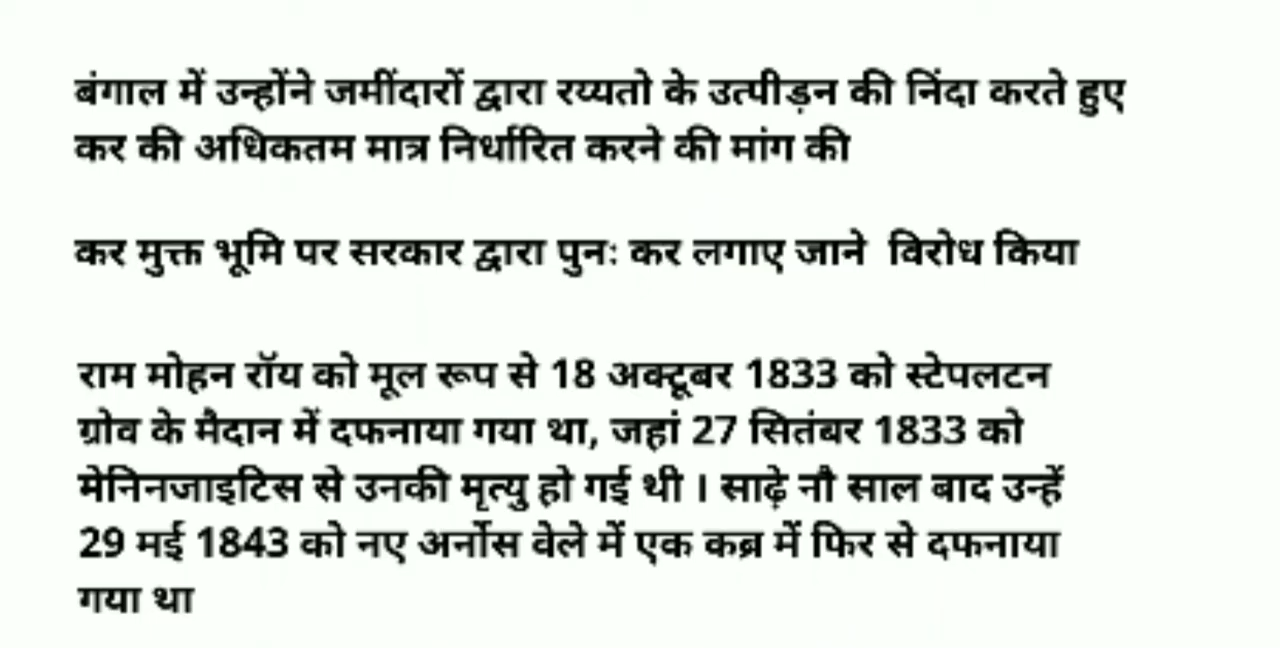 बंगाल में उन्होंने जमींदारों द्वारा रय्यतो के उत्पीड़न की निंदा करते हुए
कर की अधिकतम मात्र निर्धारित करने की मांग की
कर मुक्त भूमि पर सरकार द्वारा पुनः कर लगाए जाने विरोध किया
राम मोहन रॉय को मूल रूप से 18 अक्टूबर 1833 को स्टेपलटन
ग्रोव के मैदान में दफनाया गया था, जहां 27 सितंबर 1833 को
मेनिनजाइटिस से उनकी मृत्यु हो गई थी । साढ़े नौ साल बाद उन्हें
29 मई 1843 को नए अर्नोस वेले में एक कब्र में फिर से दफनाया
गया था